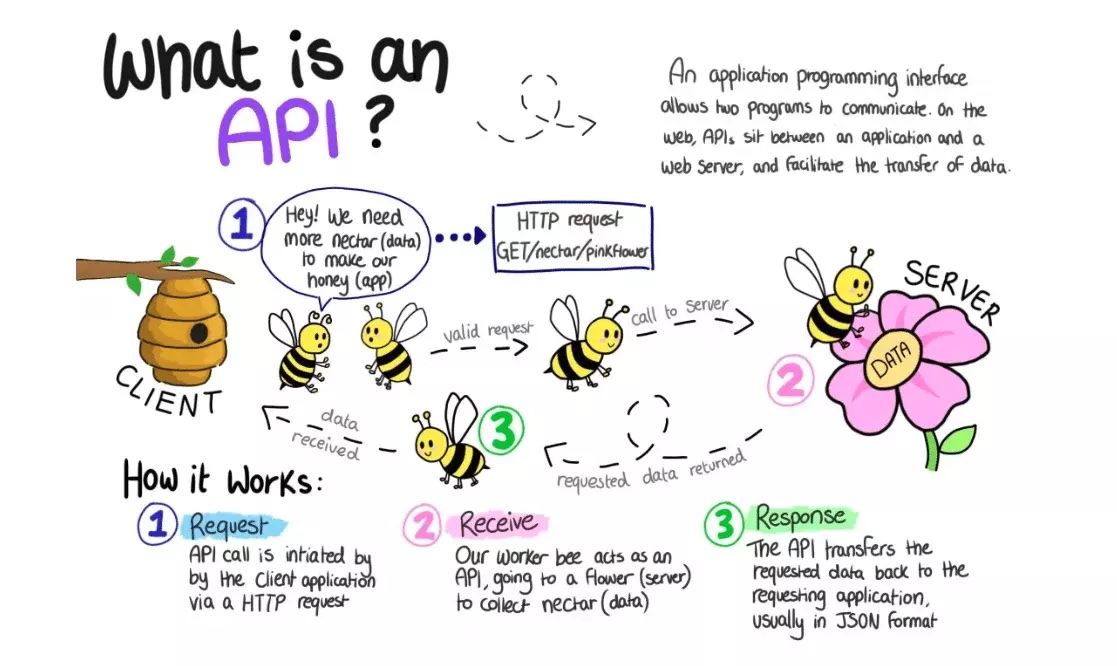 What is an
API ?
An application programming interface
allows two programs to communicate. On the
web, APIs sit between an application and a
web server, and facilitate the transfer of data.
1
Hey! We need
more nectar (data)
to make our
honey (app)
HTTP request
GET/nectar/pinkflower
CLIENT
valid request
call to server
SERVER
DATA
2
3
data
received
requested data returned
How it works:
1 Request
API call is intiated by
by the client application
via a HTTP request
2 Receive
Our worker bee acts as an
API, going to a flower (server)
to collect nectar (data)
3 Response
The API transfers the
requested data back to the
requesting application,
usually in JSON format